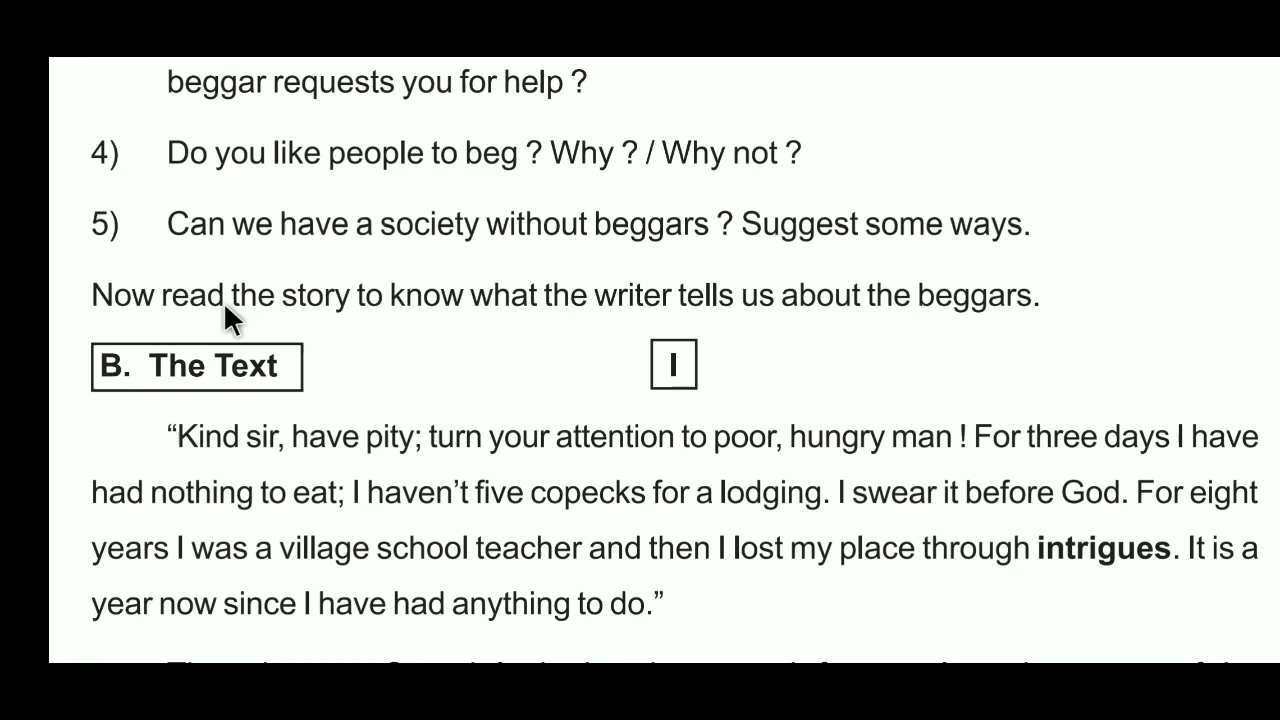 beggar requests you for help ?
4) Do you like people to beg ? Why ? / Why not ?
5) Can we have a society without beggars ? Suggest some ways.
Now read the story to know what the writer tells us about the beggars.
B. The Text I
“Kind sir, have pity; turn your attention to poor, hungry man ! For three days I have
had nothing to eat; I haven’t five copecks for a lodging. I swear it before God. For eight
years I was a village school teacher and then I lost my place through intrigues. It is a
year now since I have had anything to do.”